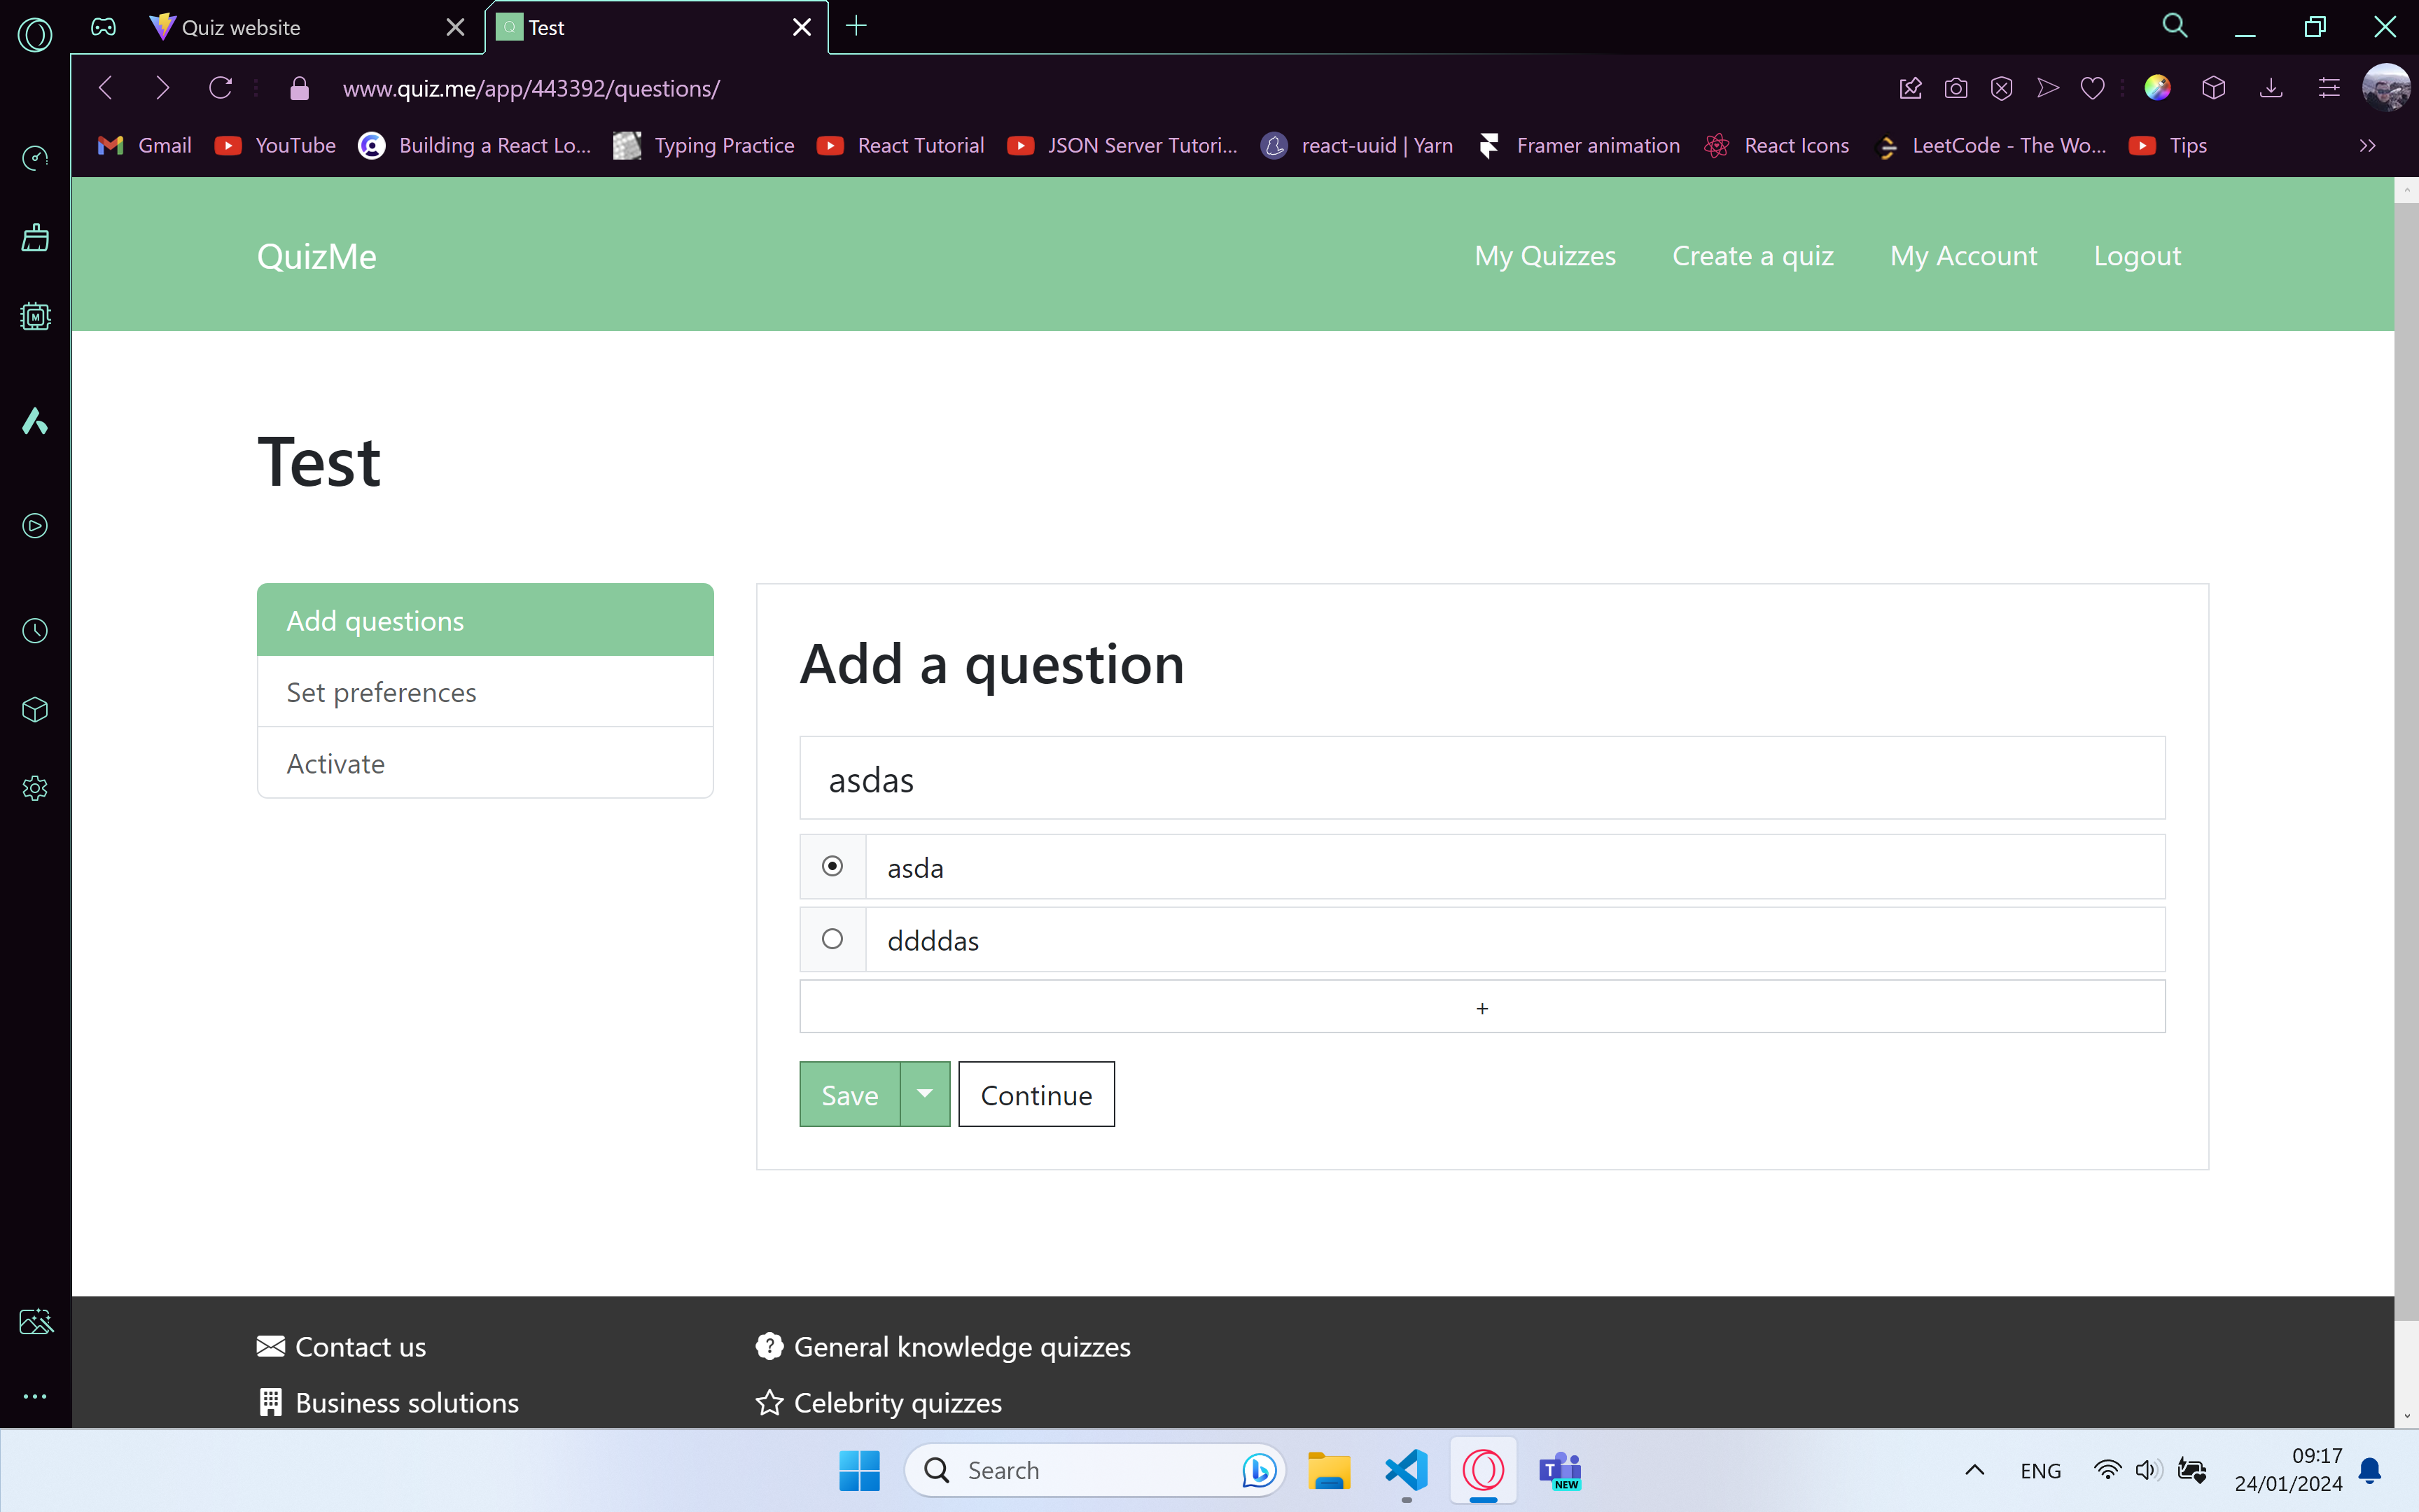 Quiz website
Test
www.quiz.me/app/443392/questions/
Gmail
YouTube
Building a React Lo...
Typing Practice
React Tutorial
JSON Server Tutori...
react-uuid | Yarn
Framer animation
React Icons
LeetCode - The Wo...
Tips
QuizMe
My Quizzes
Create a quiz
My Account
Logout
Test
Add questions
Set preferences
Activate
Add a question
asdas
asda
ddddas
+
Save
Continue
Contact us
General knowledge quizzes
Business solutions
Celebrity quizzes
Search
NEW
ENG
09:17
24/01/2024